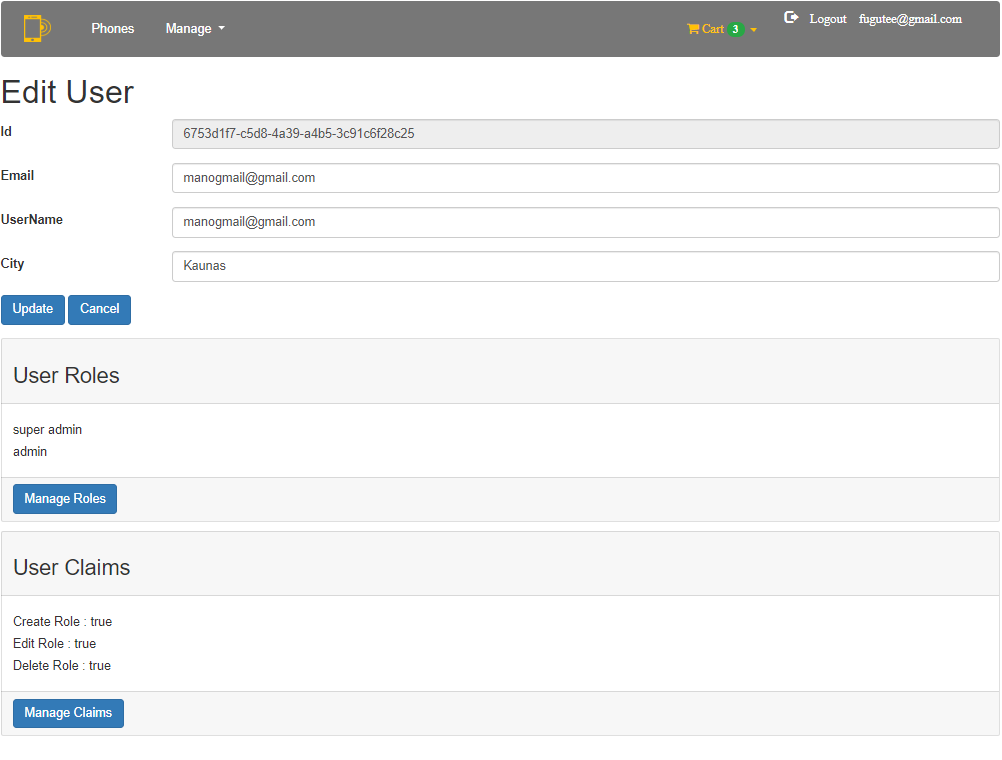 Phones Manage Cart 3 Logout fugutee@gmail.com
Edit User
Id 6753d1f7-c5d8-4a39-a4b5-3c91c6f28c25
Email manogmail@gmail.com
UserName manogmail@gmail.com
City Kaunas
Update Cancel
User Roles
super admin
admin
Manage Roles
User Claims
Create Role : true
Edit Role : true
Delete Role : true
Manage Claims